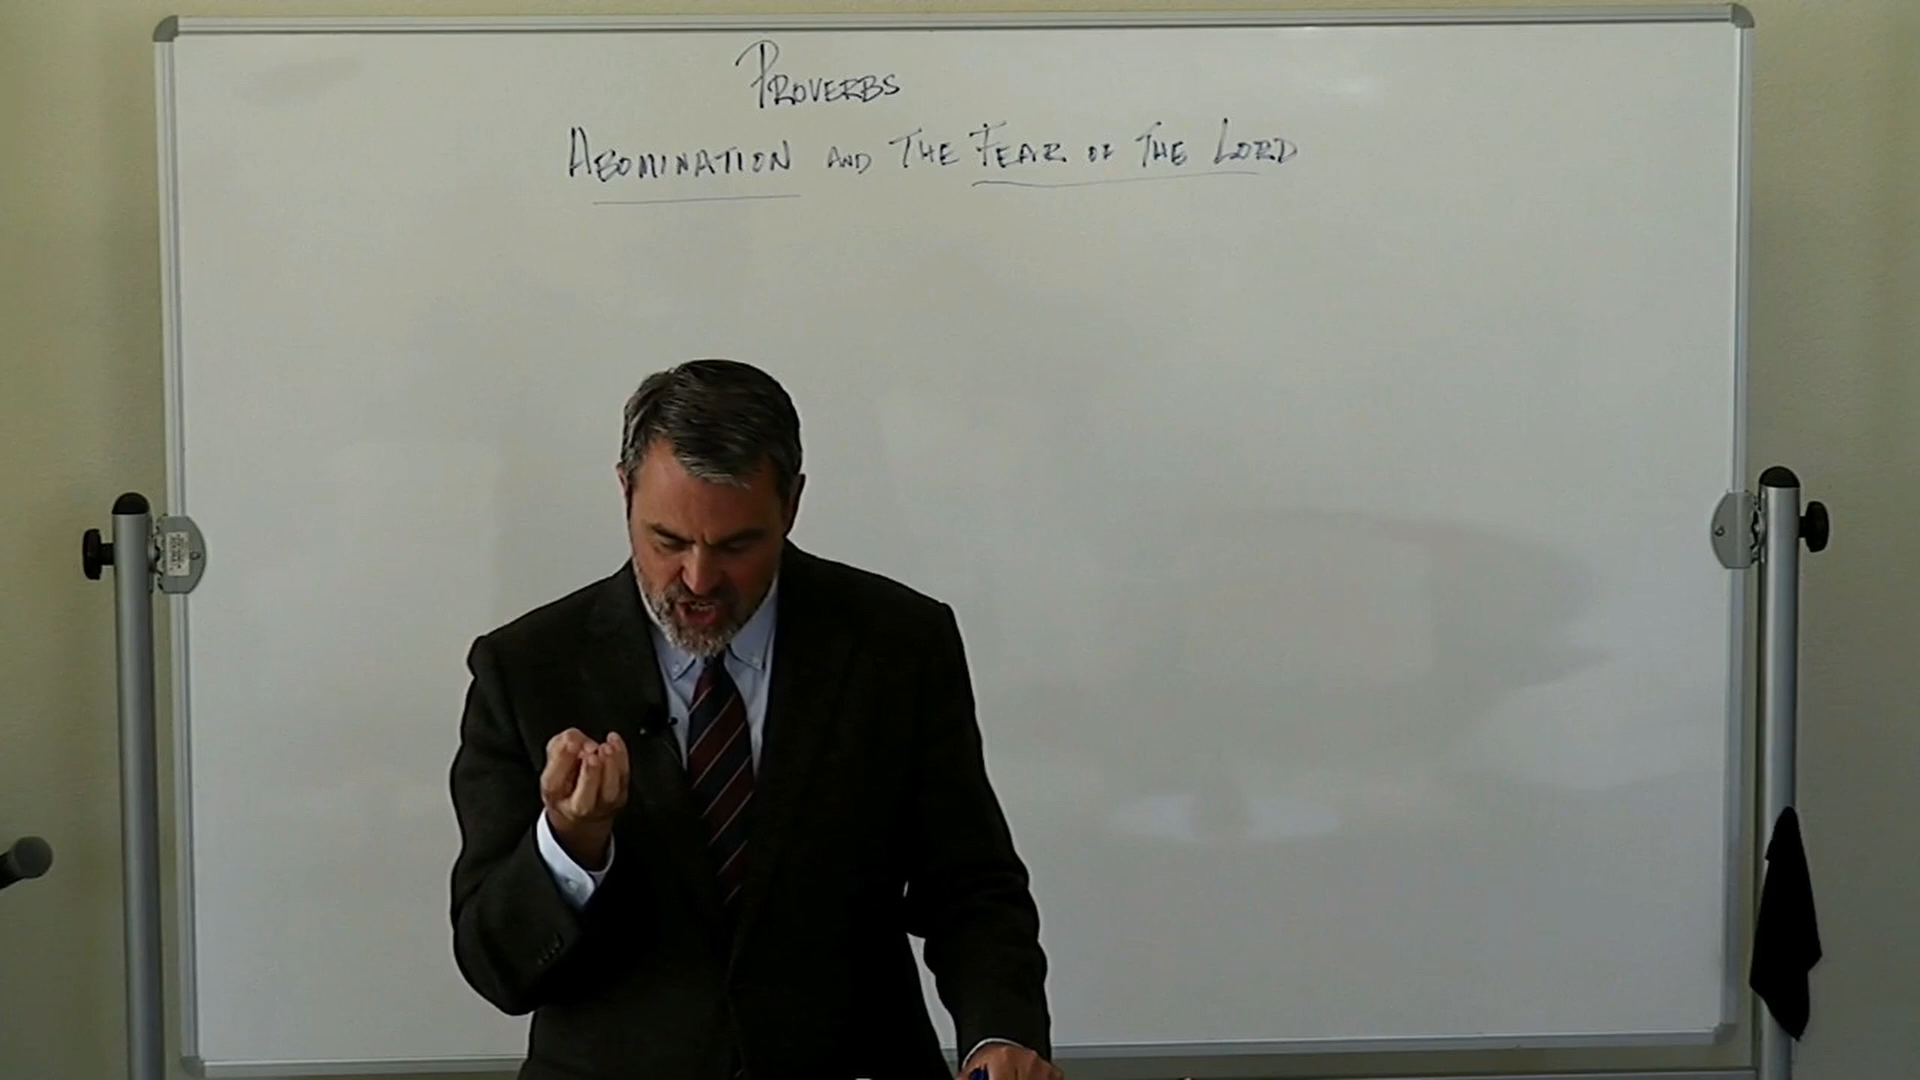 Proverbs
Abomination and The Fear of The Lord